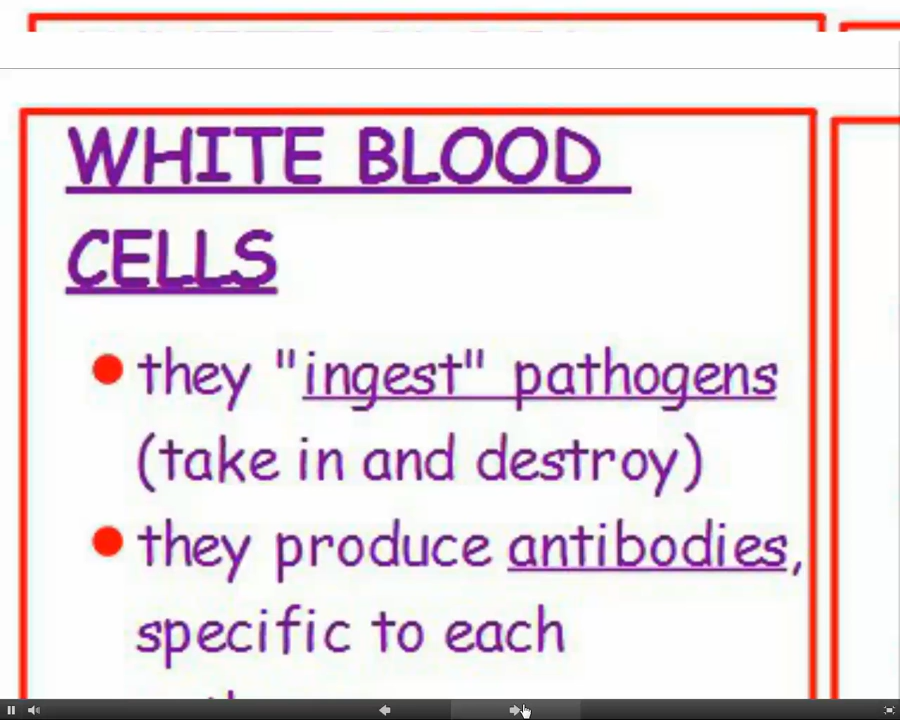 WHITE BLOOD
CELLS
they "ingest" pathogens
(take in and destroy)
they produce antibodies,
specific to each